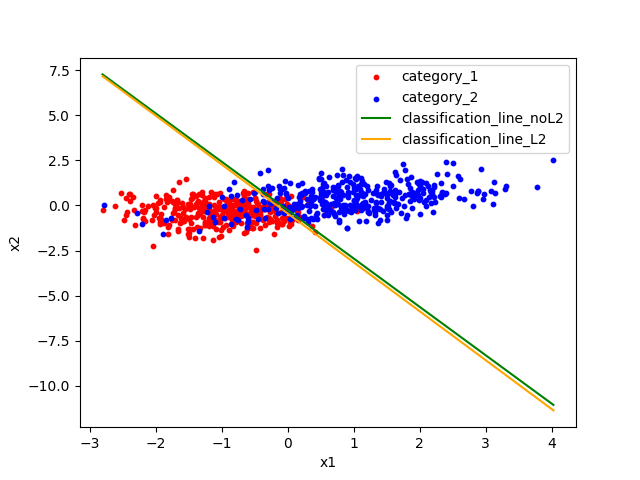 category_1
category_2
classification_line_noL2
classification_line_L2
7.5
5.0
2.5
0.0
−2.5
−5.0
−7.5
−10.0
x2
−3 −2 −1 0 1 2 3 4
x1